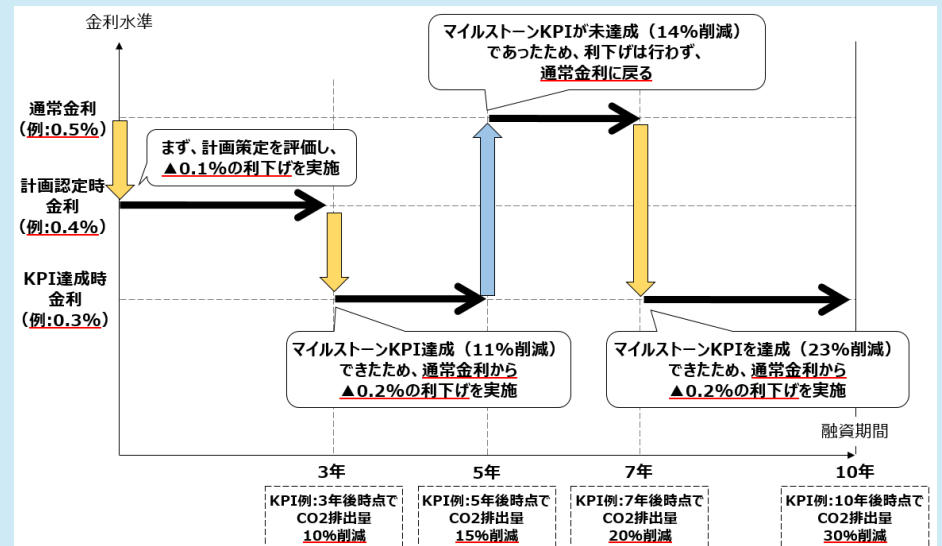 金利水準
マイルストーンKPIが未達成（14%削減）
であったため、利下げは行わず、
通常金利に戻る
通常金利
（例:0.5%）
まず、計画策定を評価し、
▲0.1%の利下げを実施
計画認定時
金利
（例:0.4%）
KPI達成時
金利
（例:0.3%）
マイルストーンKPI達成（11%削減）
できたため、通常金利から
▲0.2%の利下げを実施
マイルストーンKPIを達成（23%削減）
できたため、通常金利から
▲0.2%の利下げを実施
融資期間
3年
5年
7年
10年
KPI例:3年後時点で
CO2排出量
10%削減
KPI例:5年後時点で
CO2排出量
15%削減
KPI例:7年後時点で
CO2排出量
20%削減
KPI例:10年後時点で
CO2排出量
30%削減